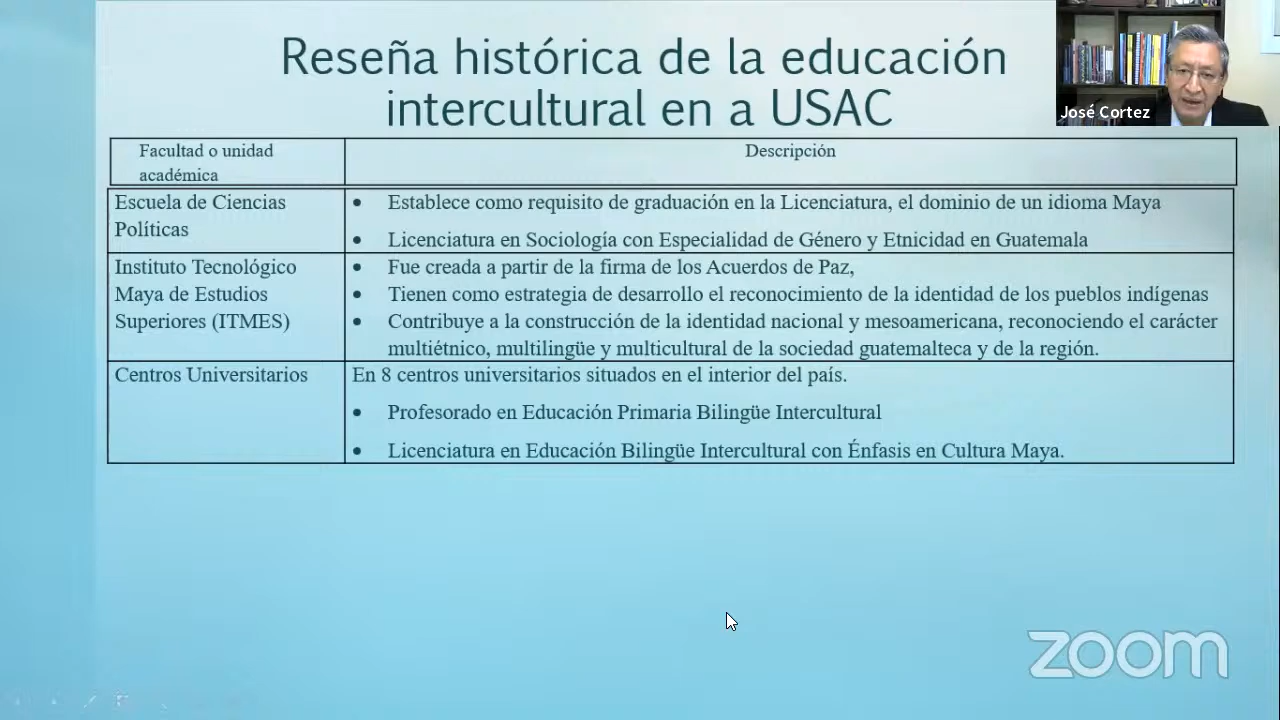 Reseña histórica de la educación
intercultural en a USAC
José Cortez
Facultad o unidad
académica
Descripción
Escuela de Ciencias
Políticas
• Establece como requisito de graduación en la Licenciatura, el dominio de un idioma Maya
• Licenciatura en Sociología con Especialidad de Género y Etnicidad en Guatemala
Instituto Tecnológico
Maya de Estudios
Superiores (ITMES)
• Fue creada a partir de la firma de los Acuerdos de Paz,
• Tienen como estrategia de desarrollo el reconocimiento de la identidad de los pueblos indígenas
• Contribuye a la construcción de la identidad nacional y mesoamericana, reconociendo el carácter
multiétnico, multilingüe y multicultural de la sociedad guatemalteca y de la región.
Centros Universitarios
En 8 centros universitarios situados en el interior del país.
• Profesorado en Educación Primaria Bilingüe Intercultural
• Licenciatura en Educación Bilingüe Intercultural con Énfasis en Cultura Maya.
zoom